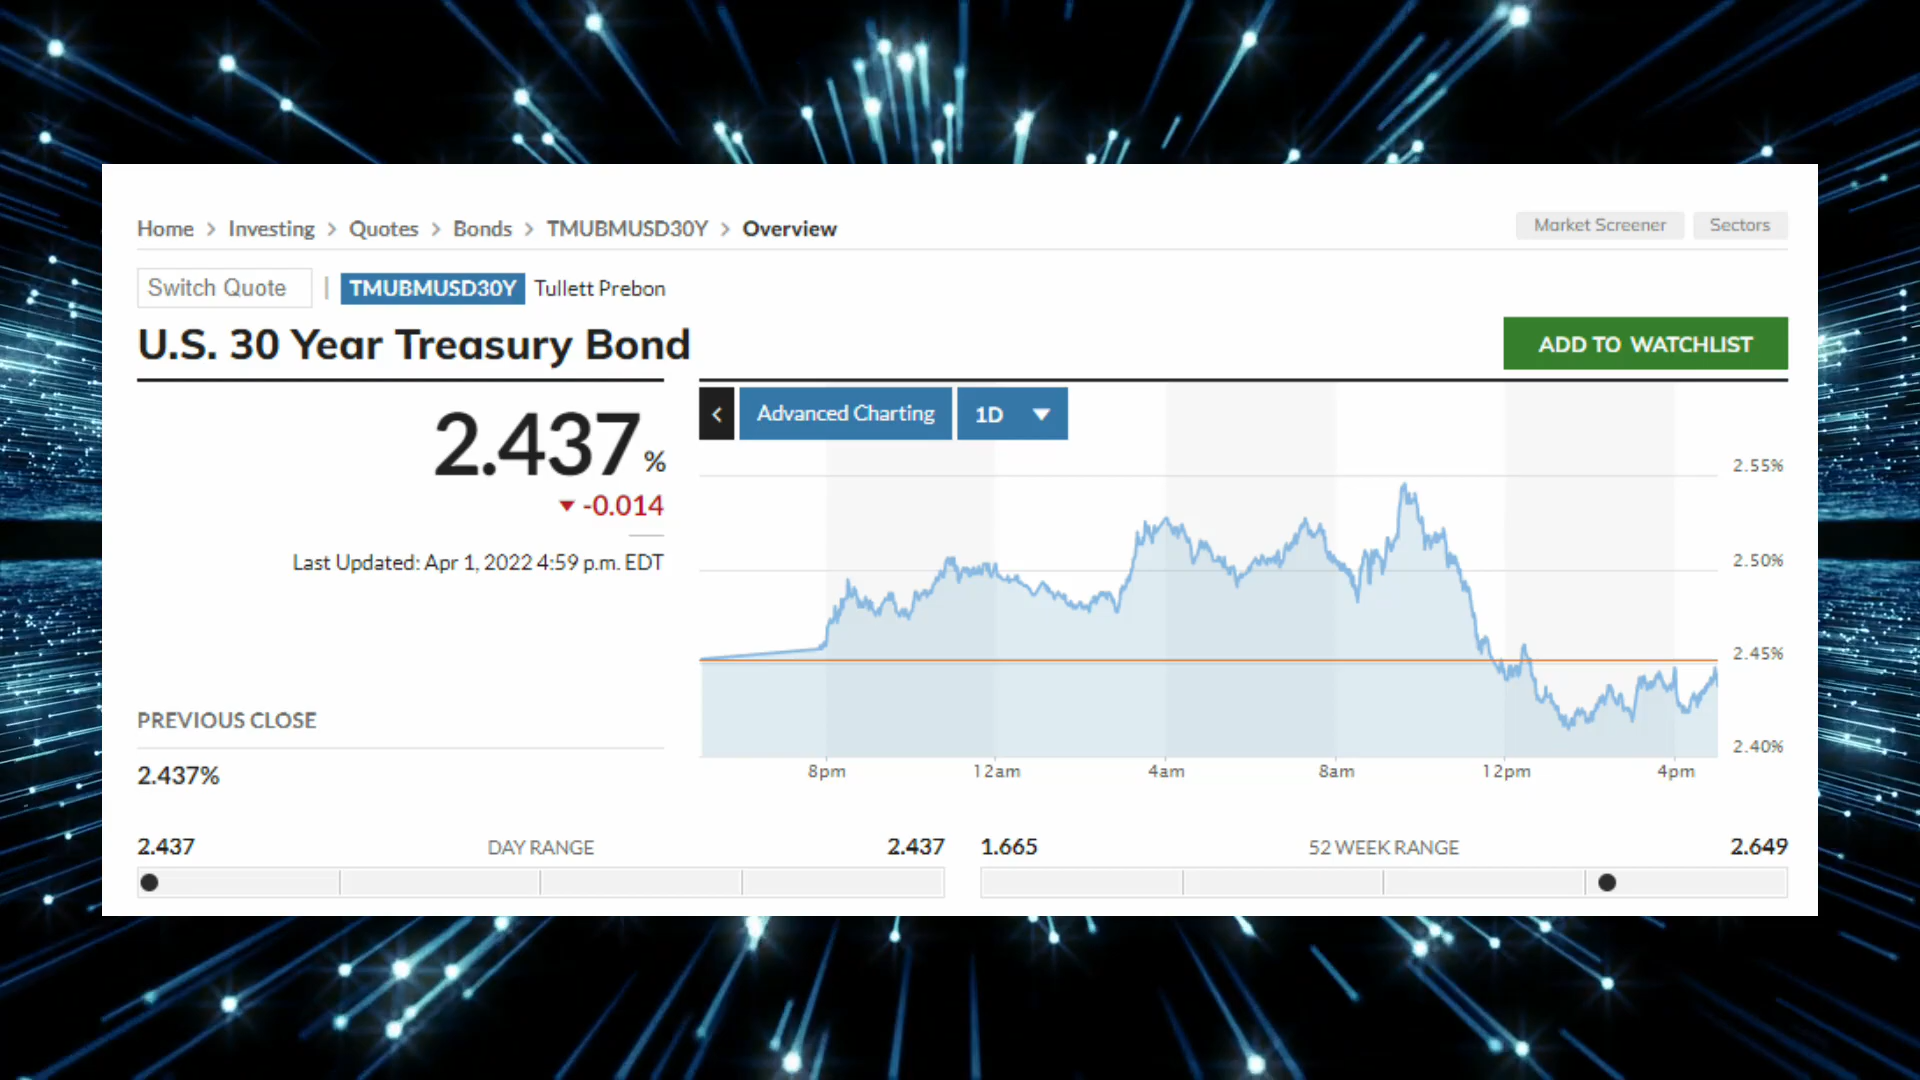 Home > Investing > Quotes > Bonds > TMUBMUSD30Y > Overview
Market Screener Sectors
Switch Quote | TMUBMUSD30Y Tullett Prebon
U.S. 30 Year Treasury Bond
ADD TO WATCHLIST
2.437 %
-0.014
Last Updated: Apr 1, 2022 4:59 p.m. EDT
PREVIOUS CLOSE
2.437%
< Advanced Charting 1D
2.55%
2.50%
2.45%
2.40%
8pm 12am 4am 8am 12pm 4pm
2.437 DAY RANGE 2.437
1.665 52 WEEK RANGE 2.649